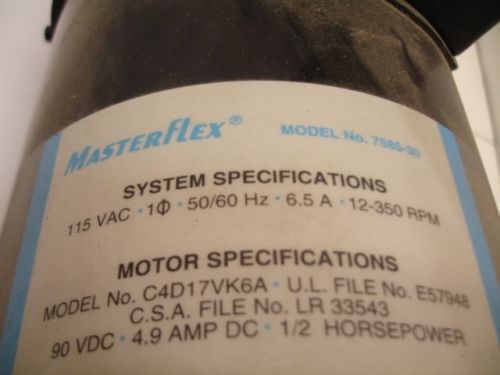 MASTERFLEX® MODEL No. 7585-30
SYSTEM SPECIFICATIONS
115 VAC • 1Φ • 50/60 Hz • 6.5 A • 12-350 RPM
MOTOR SPECIFICATIONS
MODEL No. C4D17VK6A • U.L. FILE No. E57948
C.S.A. FILE No. LR 33543
90 VDC • 4.9 AMP DC • 1/2 HORSEPOWER